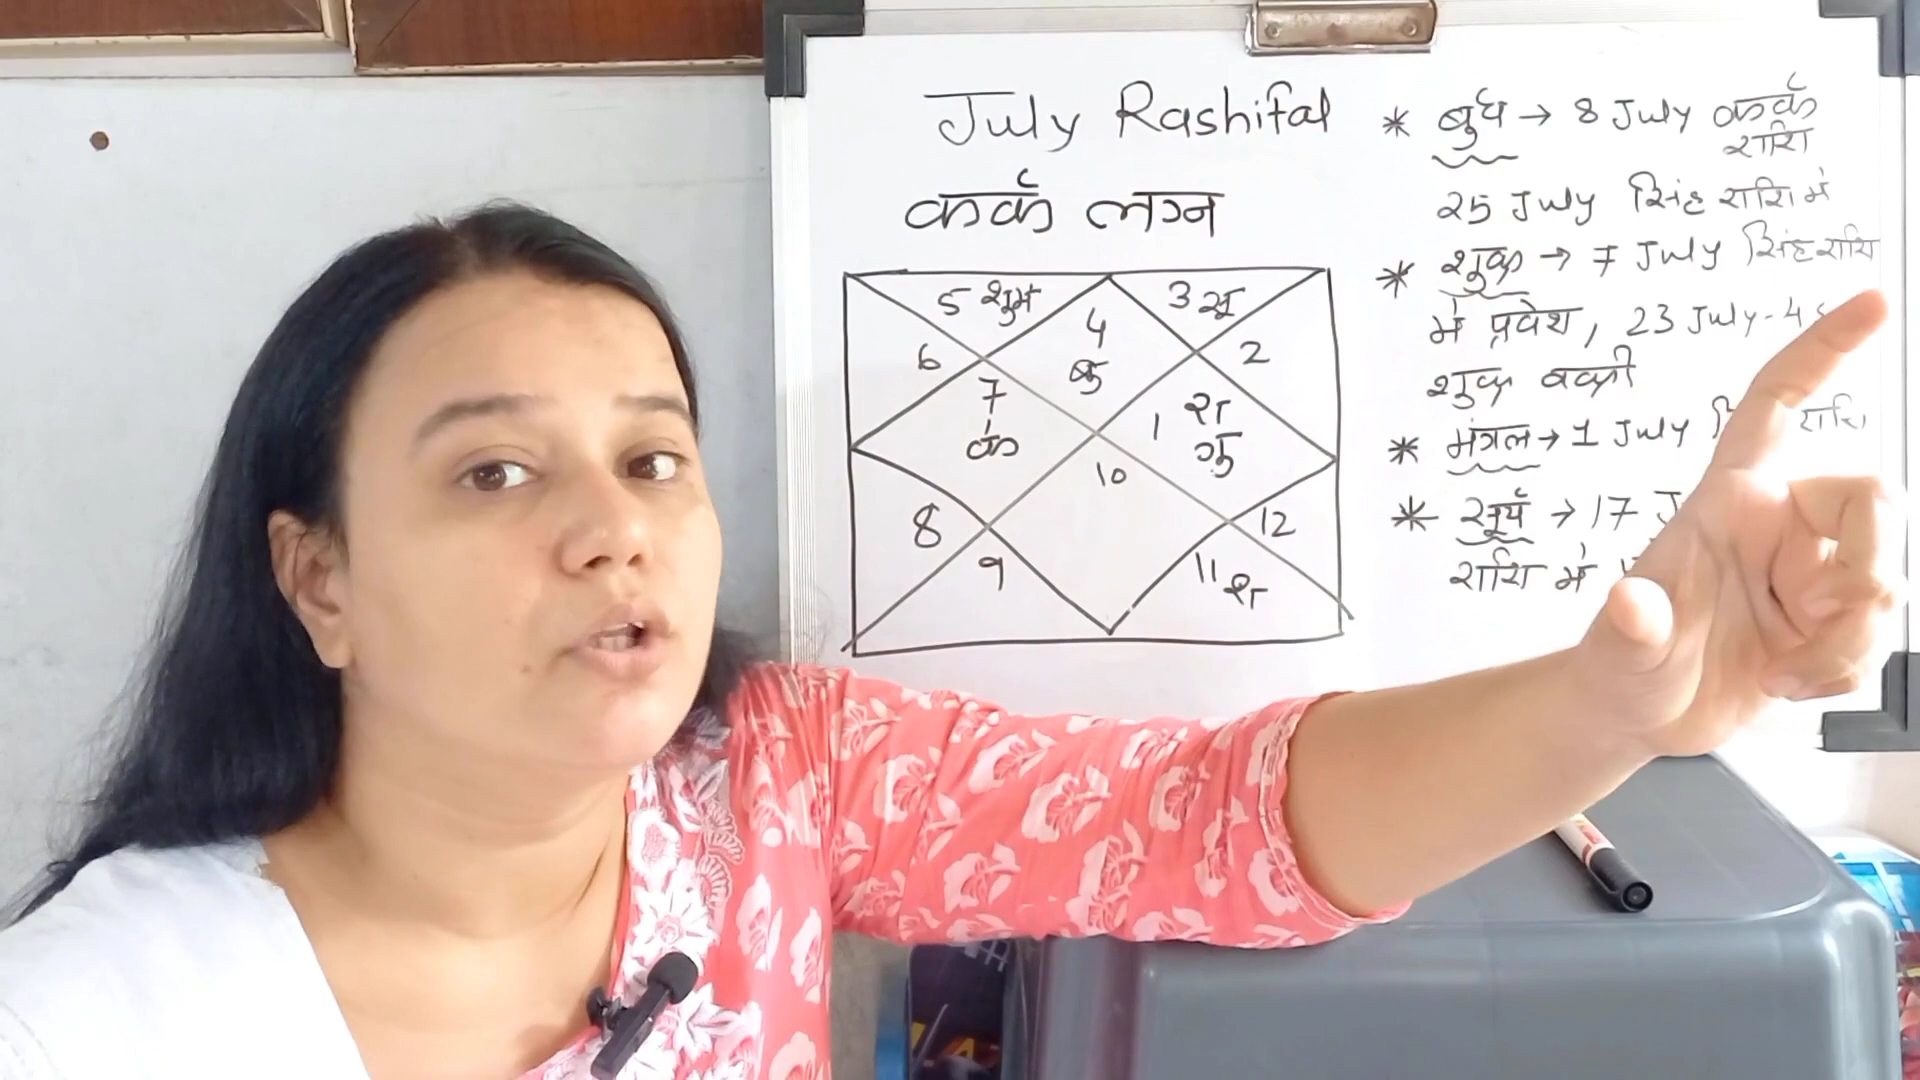 July Rashifal
कर्क लग्न
5 शुमं
3 सू
4
बु
6
2
7
के
1 रा
गु
10
8
12
9
11 श
* बुध → 8 July कर्क
राशि
25 July सिंह राशि में
* शुक्र → 7 July सिंह राशि
में प्रवेश, 23 July-4
शुक्र वक्री
* मंगल → 1 July राशि
* सूर्य → 17
राशि में